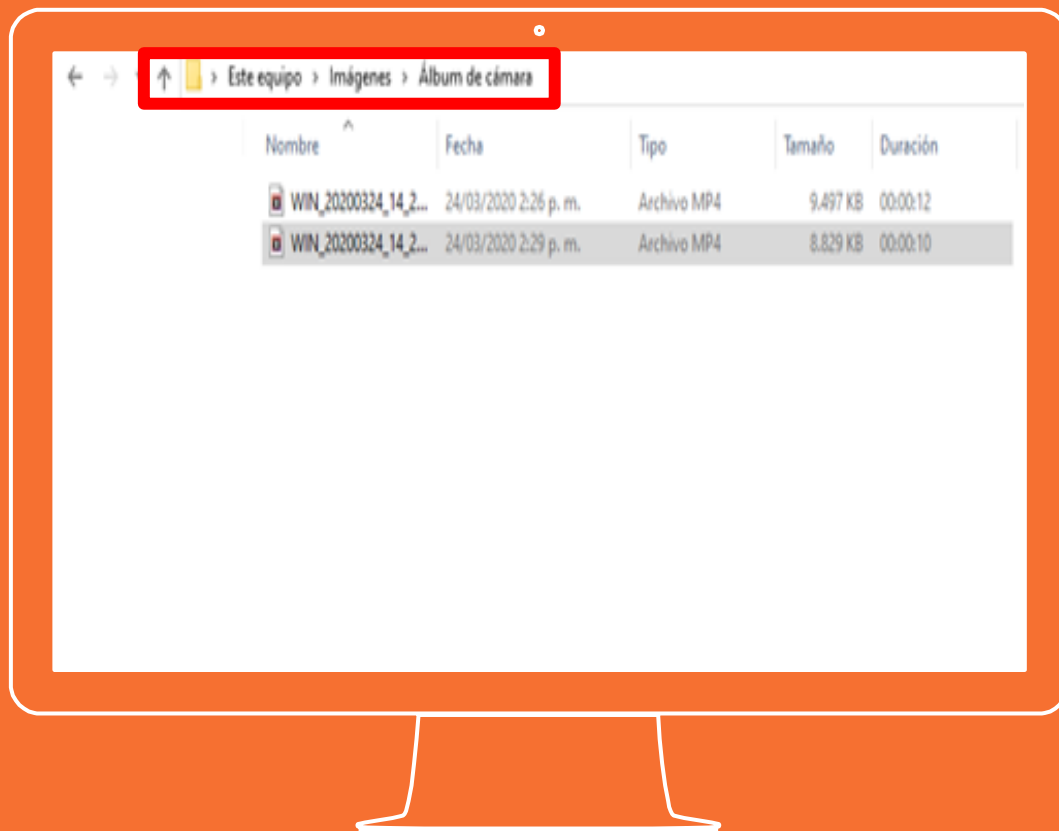 Este equipo > Imágenes > Álbum de cámara
Nombre Fecha Tipo Tamaño Duración
WIN_20200324_14_2... 24/03/2020 2:26 p. m. Archivo MP4 9.497 KB 00:00:12
WIN_20200324_14_2... 24/03/2020 2:29 p. m. Archivo MP4 8.829 KB 00:00:10